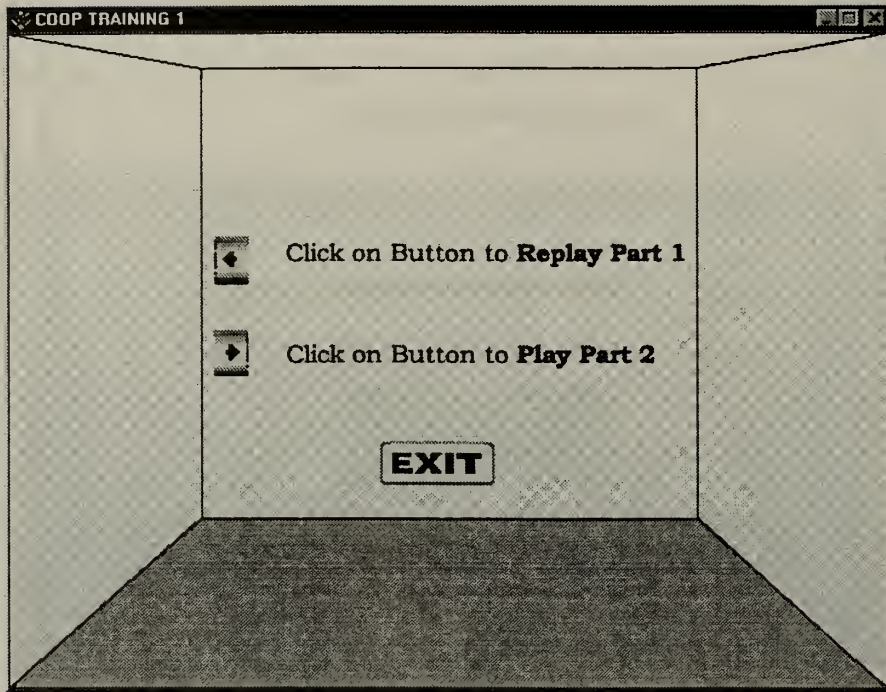 COOP TRAINING 1
Click on Button to Replay Part 1
Click on Button to Play Part 2
EXIT